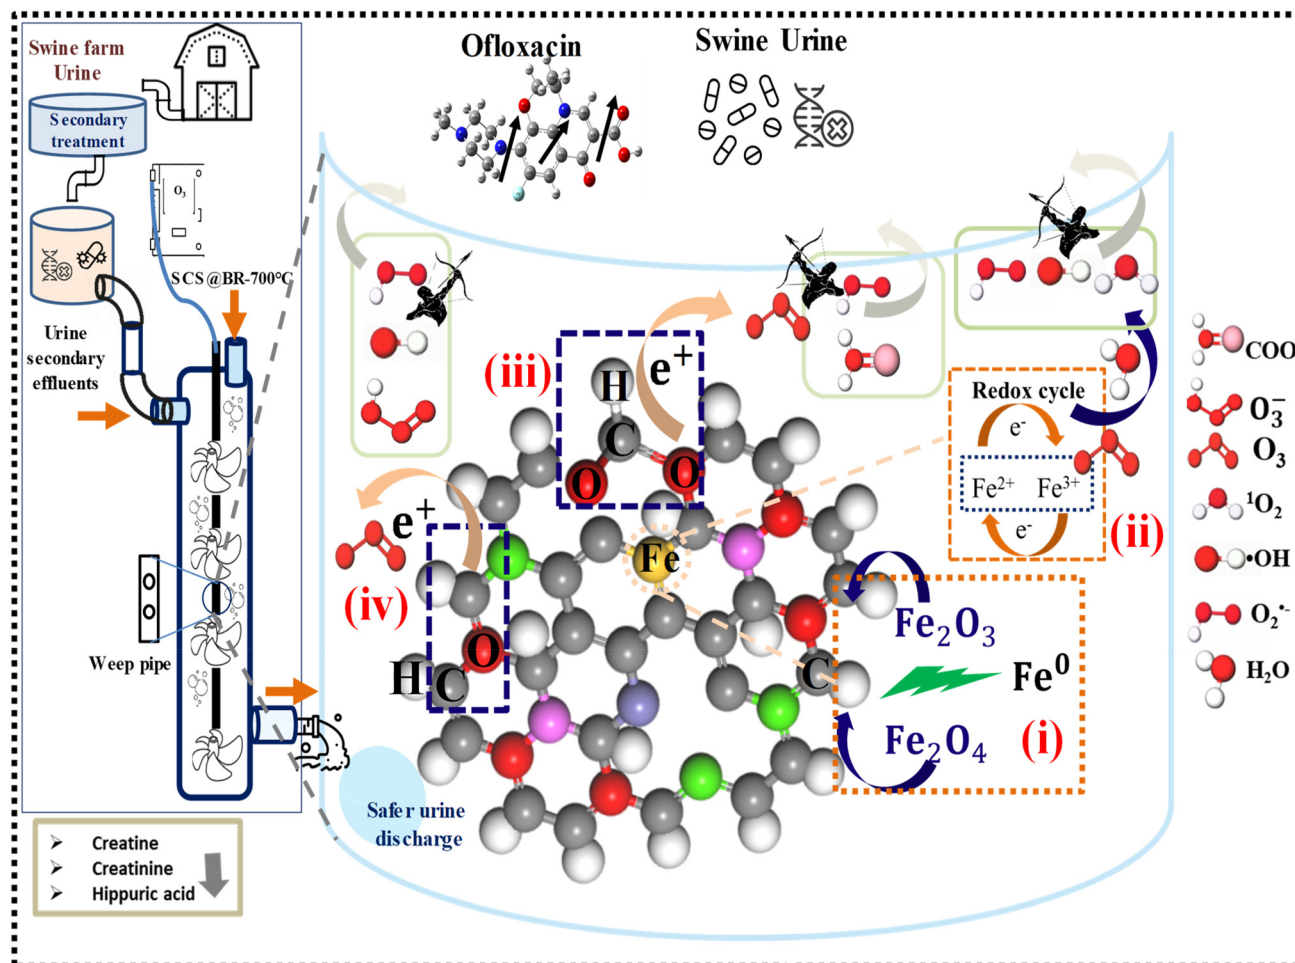 Swine farm
Urine
Secondary
treatment
O₃
SCS@BR-700°C
Urine
secondary
effluents
Weep pipe
Safer urine
discharge
Creatine
Creatinine
Hippuric acid
Ofloxacin
Swine Urine
(iii)
e⁺
H
C
O
O
(iv)
e⁺
O
H
C
Fe
C
Redox cycle
e⁻
Fe²⁺ Fe³⁺
e⁻
(ii)
Fe₂O₃
Fe⁰
Fe₂O₄
(i)
COO
O₃⁻
O₃
¹O₂
•OH
O₂•⁻
H₂O